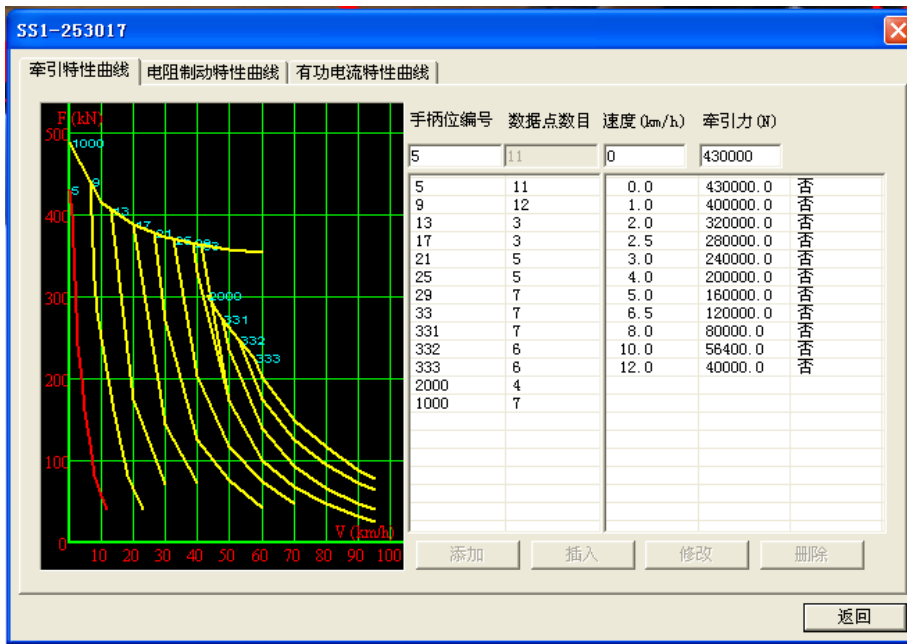 SS1-253017
牵引特性曲线 电阻制动特性曲线 有功电流特性曲线
手柄位编号 数据点数目 速度(km/h) 牵引力(N)
5 11 0 430000
5 11 0.0 430000.0 否
9 12 1.0 400000.0 否
13 3 2.0 320000.0 否
17 3 2.5 280000.0 否
21 5 3.0 240000.0 否
25 5 4.0 200000.0 否
29 7 5.0 160000.0 否
33 7 6.5 120000.0 否
331 7 8.0 80000.0 否
332 6 10.0 56400.0 否
333 6 12.0 40000.0 否
2000 4
1000 7
F(kN)
500
1000
5
9
400
13
17
21
25
300
2000
331
332
333
200
100
V(km/h)
0 10 20 30 40 50 60 70 80 90 100
添加 插入 修改 删除
返回